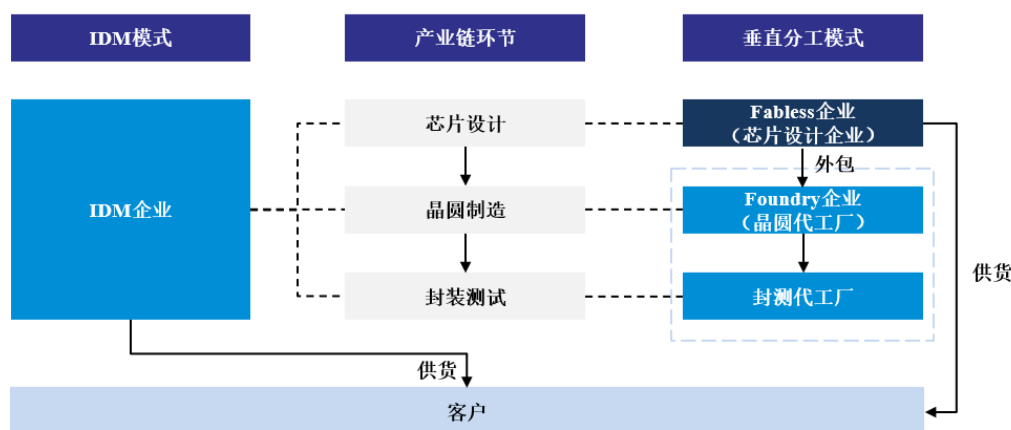 IDM模式
产业链环节
垂直分工模式
IDM企业
芯片设计
晶圆制造
封装测试
Fabless企业
（芯片设计企业）
外包
Foundry企业
（晶圆代工厂）
封测代工厂
供货
供货
客户